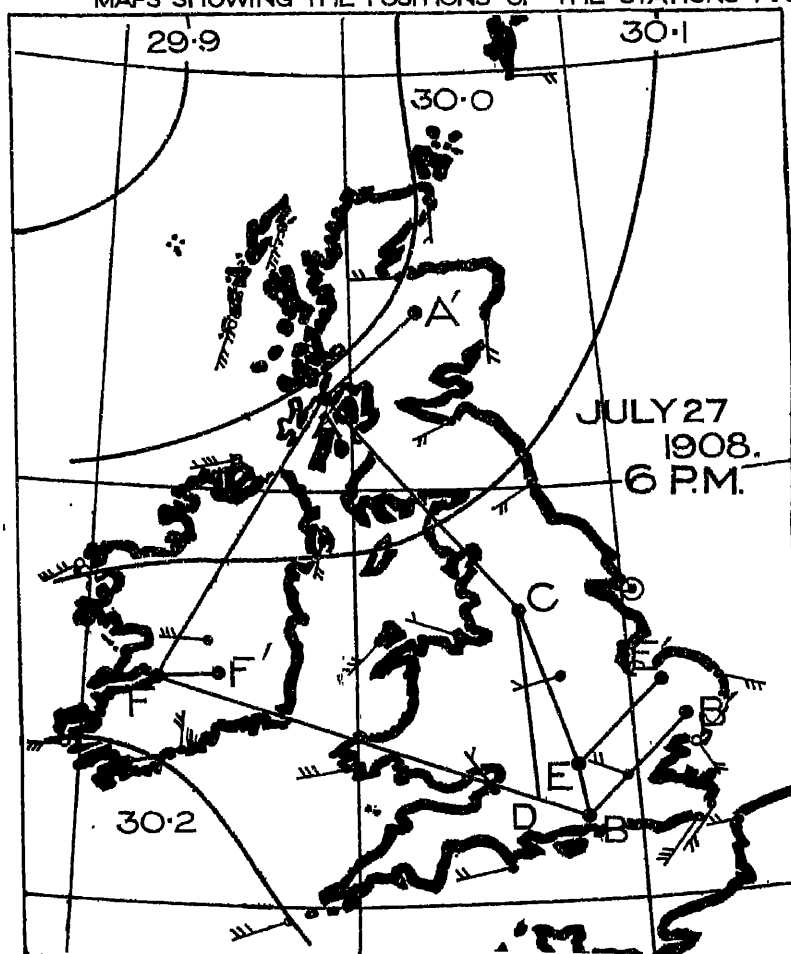 MAPS SHOWING THE POSITIONS OF THE STATIONS
29·9
30·1
30·0
A′
JULY 27
1908.
6 P.M.
C
F′
E′
F
B′
E
D
B
30·2